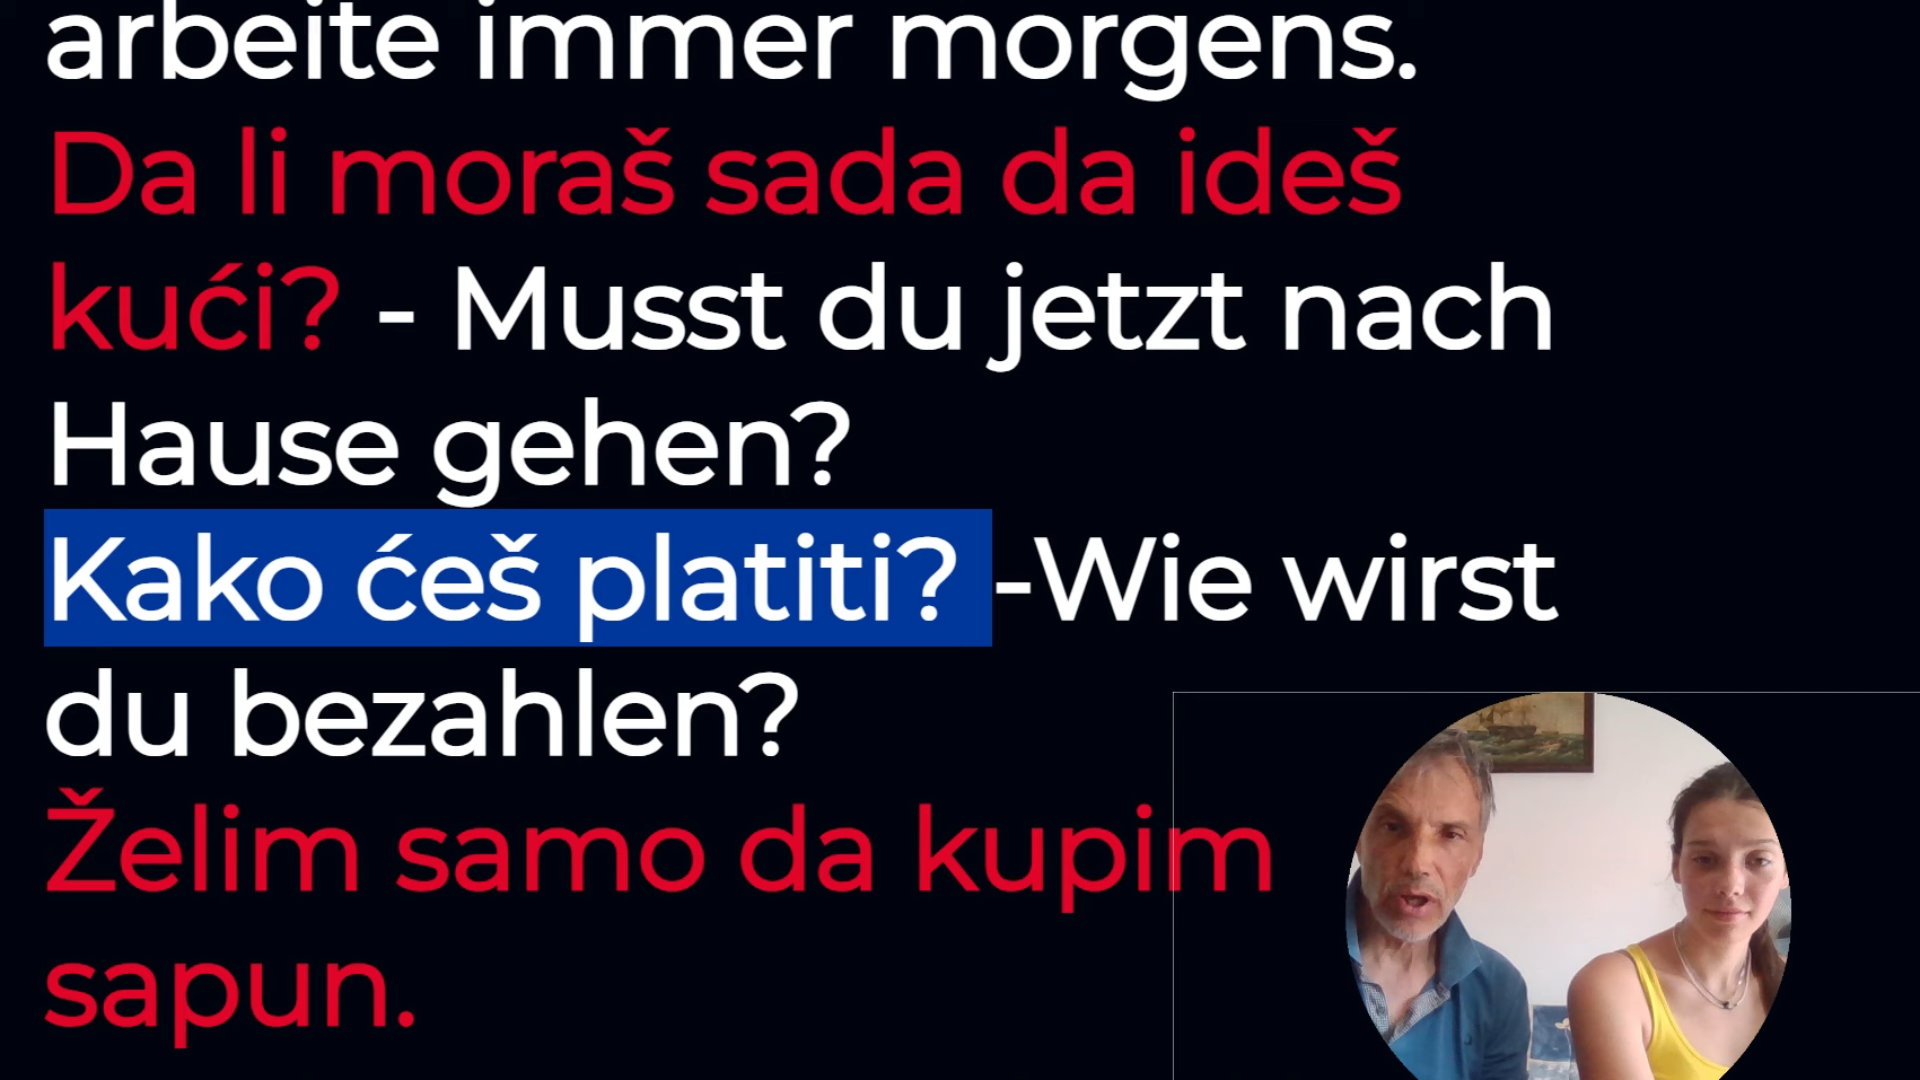 arbeite immer morgens.
Da li moraš sada da ideš
kući? - Musst du jetzt nach
Hause gehen?
Kako ćeš platiti? -Wie wirst
du bezahlen?
Želim samo da kupim
sapun.